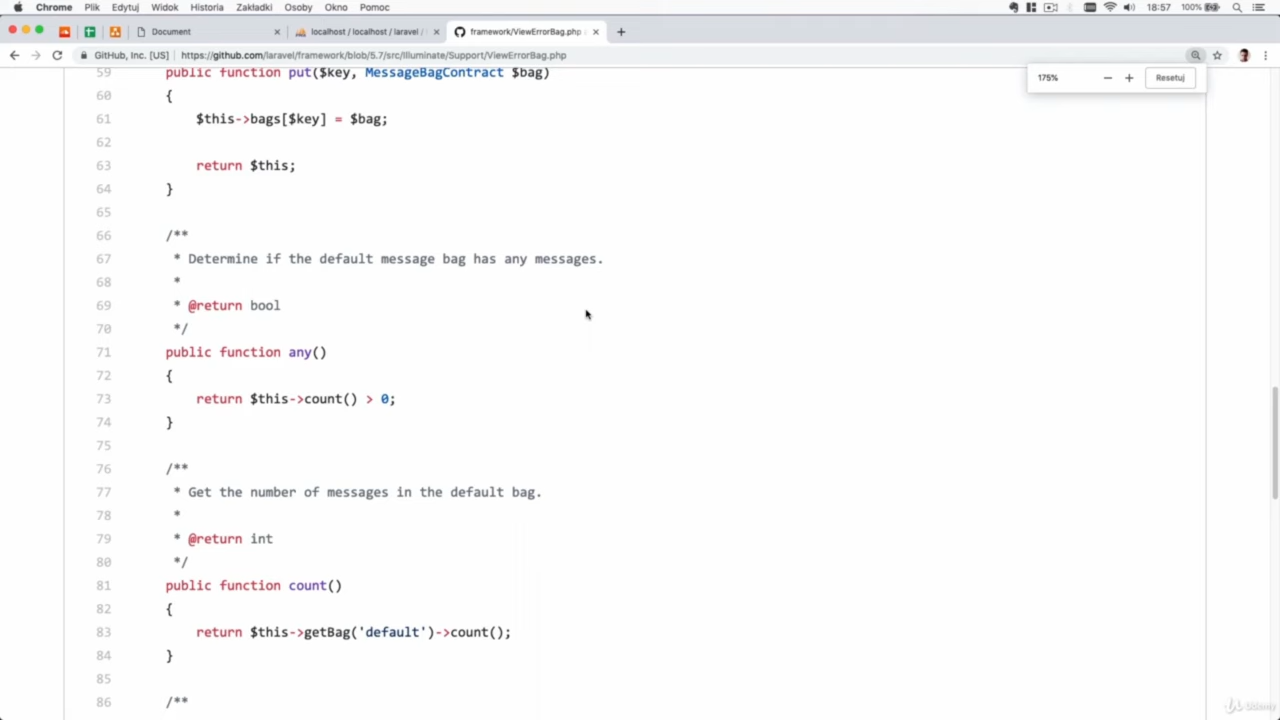 Chrome Plik Edytuj Widok Historia Zakładki Osoby Okno Pomoc 100% 18:57
Document localhost / localhost / laravel / framework/ViewErrorBag.php
GitHub, Inc. [US] https://github.com/laravel/framework/blob/5.7/src/Illuminate/Support/ViewErrorBag.php
175% Resetuj
59 public function put($key, MessageBagContract $bag)
60 {
61 $this->bags[$key] = $bag;
62
63 return $this;
64 }
65
66 /**
67 * Determine if the default message bag has any messages.
68 *
69 * @return bool
70 */
71 public function any()
72 {
73 return $this->count() > 0;
74 }
75
76 /**
77 * Get the number of messages in the default bag.
78 *
79 * @return int
80 */
81 public function count()
82 {
83 return $this->getBag('default')->count();
84 }
85
86 /**
Udemy